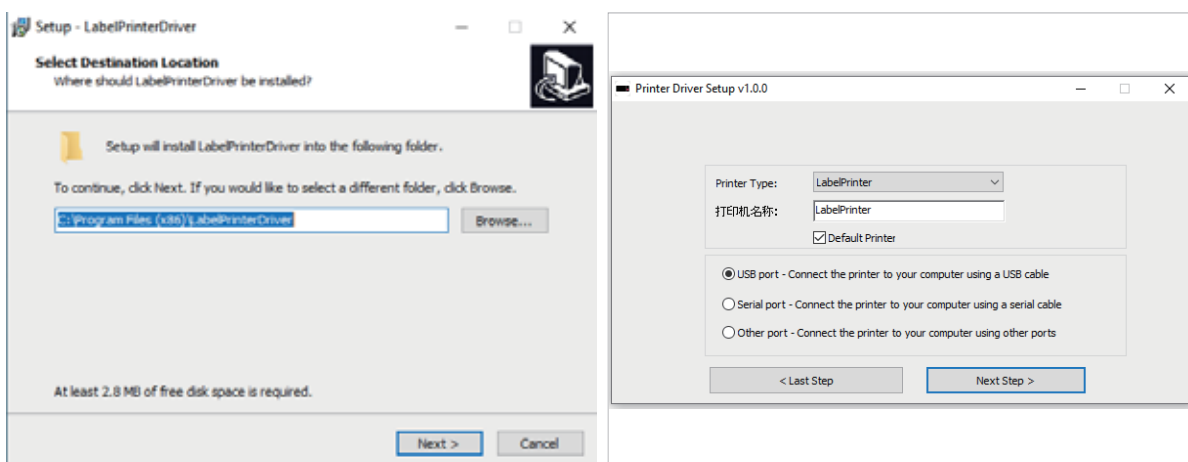 Setup - LabelPrinterDriver
Select Destination Location
Where should LabelPrinterDriver be installed?
Setup will install LabelPrinterDriver into the following folder.
To continue, click Next. If you would like to select a different folder, click Browse.
C:\Program Files (x86)\LabelPrinterDriver
Browse...
At least 2.8 MB of free disk space is required.
Next >
Cancel
Printer Driver Setup v1.0.0
Printer Type:
LabelPrinter
打印机名称:
LabelPrinter
Default Printer
USB port - Connect the printer to your computer using a USB cable
Serial port - Connect the printer to your computer using a serial cable
Other port - Connect the printer to your computer using other ports
< Last Step
Next Step >